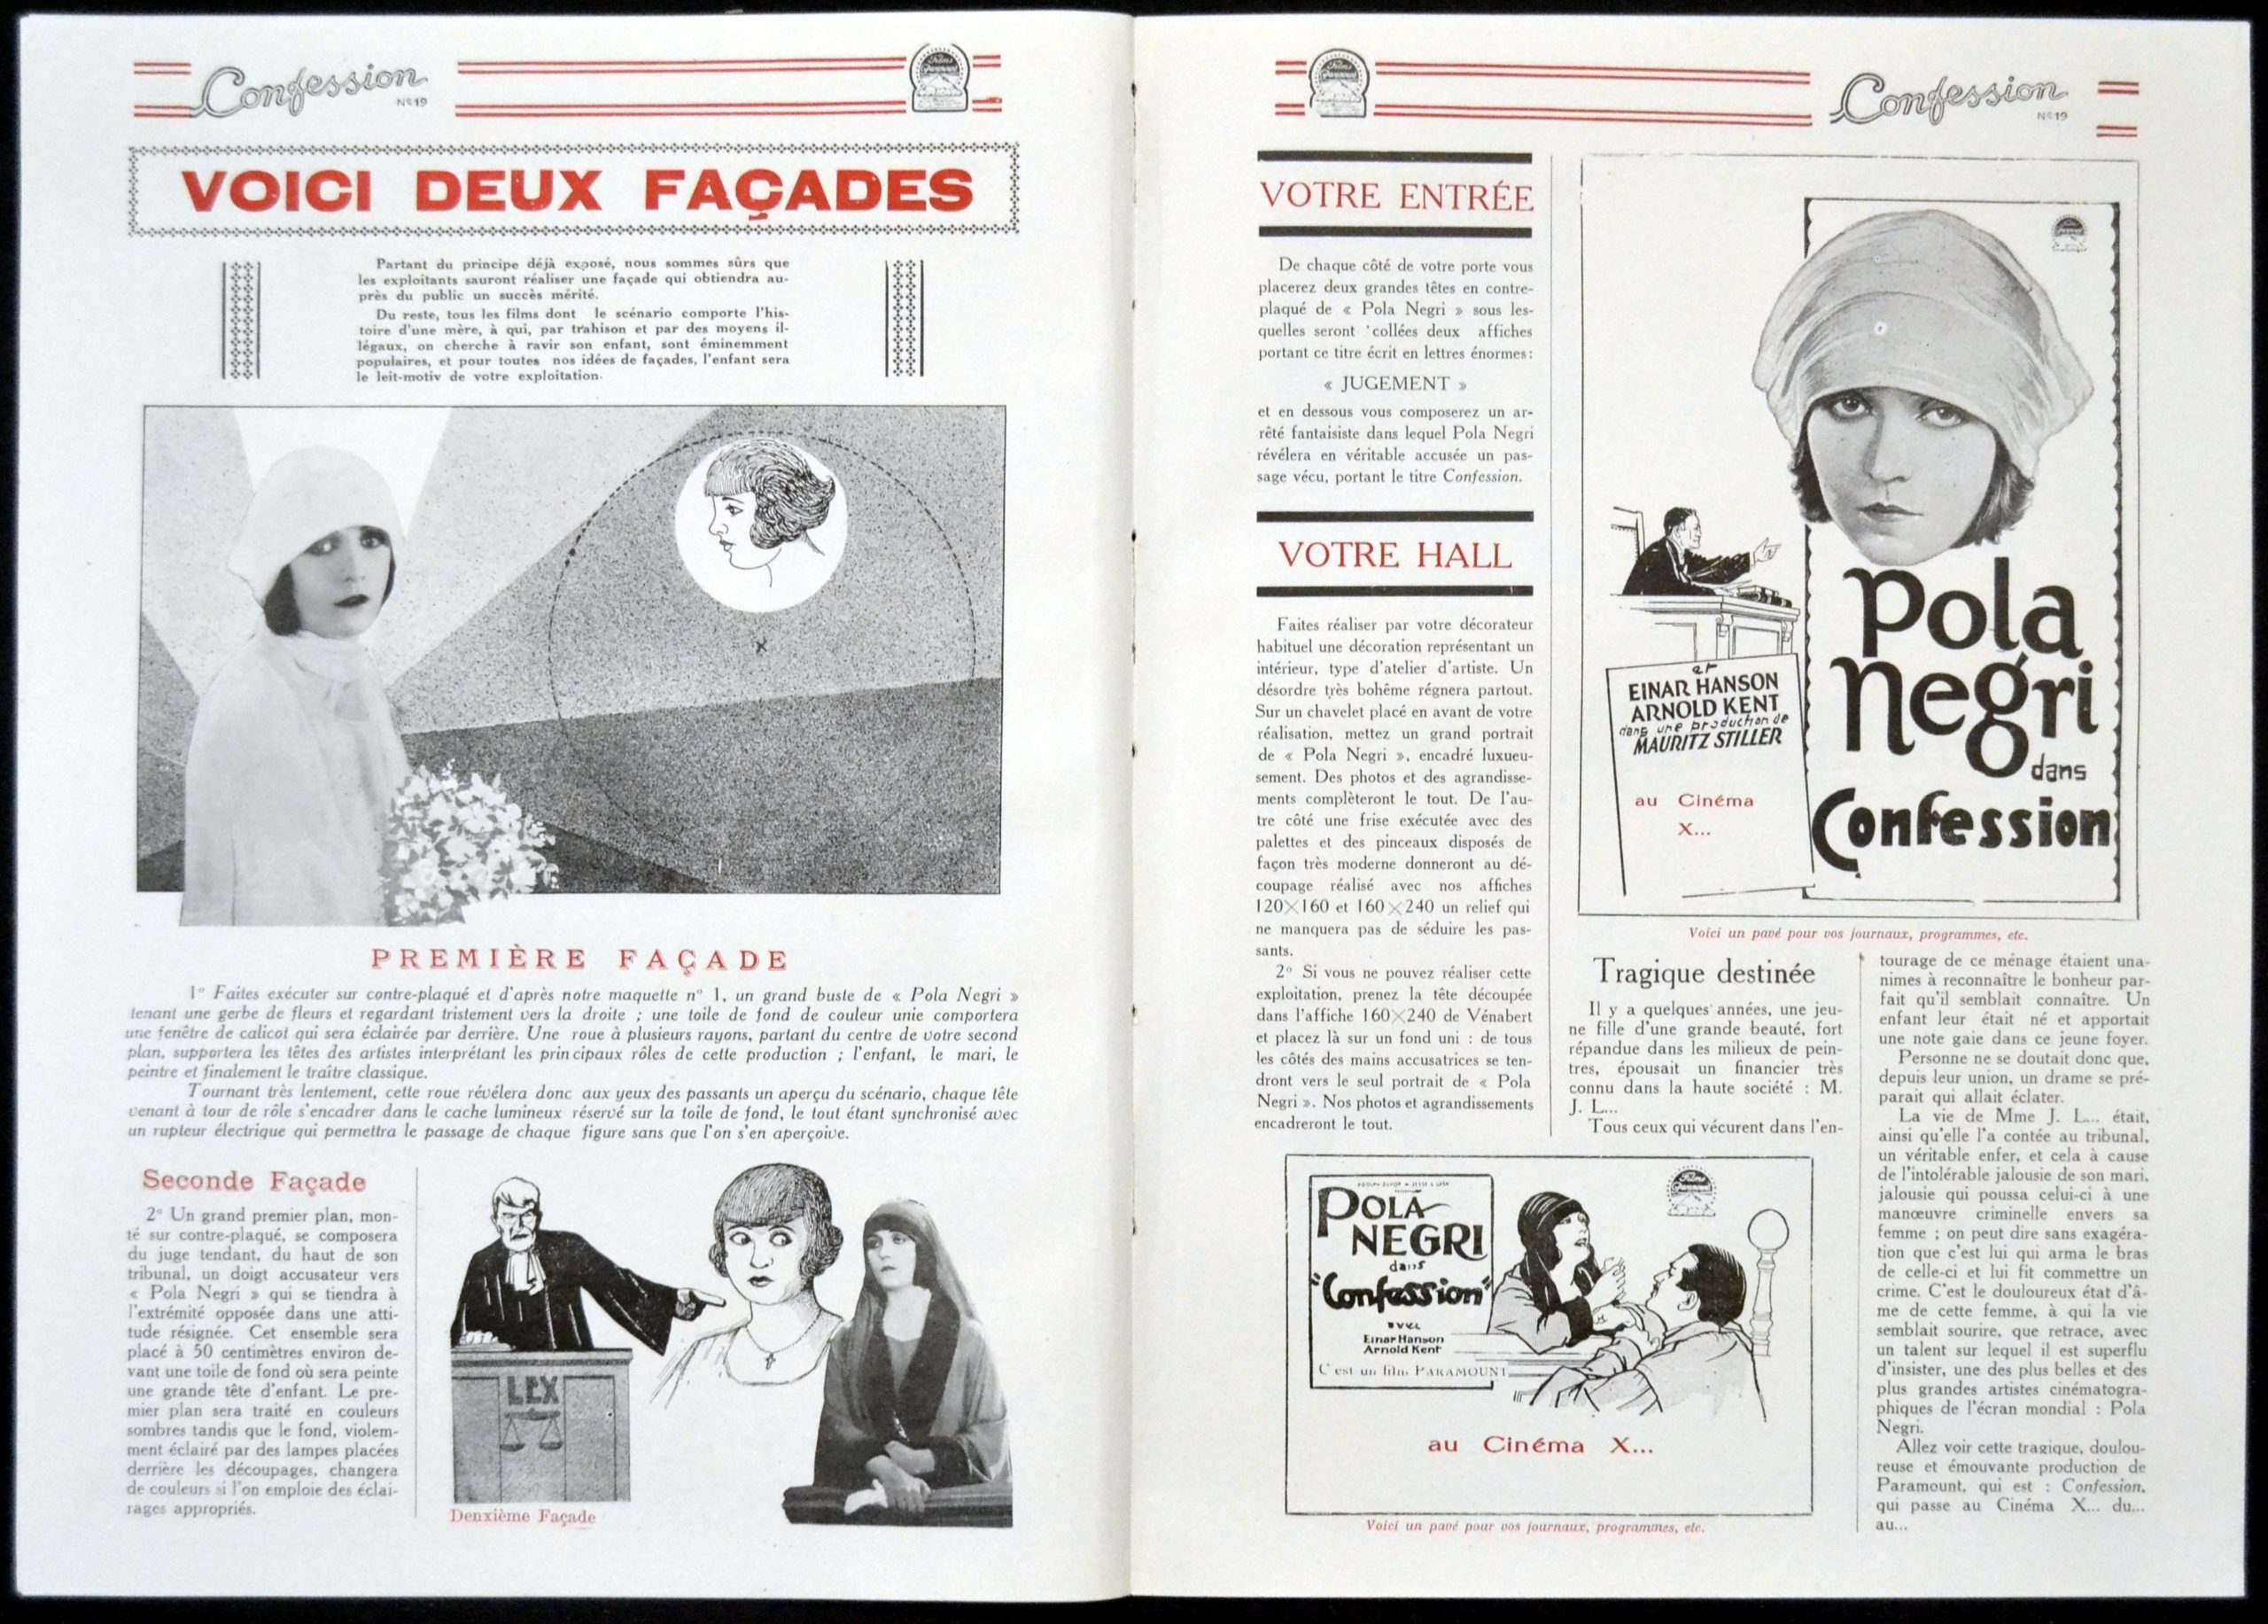 Confession
N° 19
VOICI DEUX FAÇADES
Partant du principe déjà exposé, nous sommes sûrs que
les exploitants sauront réaliser une façade qui obtiendra au-
près du public un succès mérité.
Du reste, tous les films dont le scénario comporte l'his-
toire d'une mère, à qui, par trahison et par des moyens il-
légaux, on cherche à ravir son enfant, sont éminemment
populaires, et pour toutes nos idées de façades, l'enfant sera
le leit-motiv de votre exploitation.
PREMIÈRE FAÇADE
1° Faites exécuter sur contre-plaqué et d'après notre maquette n° 1, un grand buste de « Pola Negri »
tenant une gerbe de fleurs et regardant tristement vers la droite ; une toile de fond de couleur unie comportera
une fenêtre de calicot qui sera éclairée par derrière. Une roue à plusieurs rayons, partant du centre de votre second
plan, supportera les têtes des artistes interprétant les principaux rôles de cette production ; l'enfant, le mari, le
peintre et finalement le traître classique.
Tournant très lentement, cette roue révélera donc aux yeux des passants un aperçu du scénario, chaque tête
venant à tour de rôle s'encadrer dans le cache lumineux réservé sur la toile de fond, le tout étant synchronisé avec
un rupteur électrique qui permettra le passage de chaque figure sans que l'on s'en aperçoive.
Seconde Façade
2° Un grand premier plan, mon-
té sur contre-plaqué, se composera
du juge tendant, du haut de son
tribunal, un doigt accusateur vers
« Pola Negri » qui se tiendra à
l'extrémité opposée dans une atti-
tude résignée. Cet ensemble sera
placé à 50 centimètres environ de-
vant une toile de fond où sera peinte
une grande tête d'enfant. Le pre-
mier plan sera traité en couleurs
sombres tandis que le fond, violem-
ment éclairé par des lampes placées
derrière les découpages, changera
de couleurs si l'on emploie des éclai-
rages appropriés.
LEX
Denxième Façade
Films
Paramount
Confession
N° 19
VOTRE ENTRÉE
De chaque côté de votre porte vous
placerez deux grandes têtes en contre-
plaqué de « Pola Negri » sous les-
quelles seront collées deux affiches
portant ce titre écrit en lettres énormes :
« JUGEMENT »
et en dessous vous composerez un ar-
rêté fantaisiste dans lequel Pola Negri
révélera en véritable accusée un pas-
sage vécu, portant le titre Confession.
VOTRE HALL
Faites réaliser par votre décorateur
habituel une décoration représentant un
intérieur, type d'atelier d'artiste. Un
désordre très bohême régnera partout.
Sur un chavelet placé en avant de votre
réalisation, mettez un grand portrait
de « Pola Negri », encadré luxueu-
sement. Des photos et des agrandisse-
ments complèteront le tout. De l'au-
tre côté une frise exécutée avec des
palettes et des pinceaux disposés de
façon très moderne donneront au dé-
coupage réalisé avec nos affiches
120×160 et 160×240 un relief qui
ne manquera pas de séduire les pas-
sants.
2° Si vous ne pouvez réaliser cette
exploitation, prenez la tête découpée
dans l'affiche 160×240 de Vénabert
et placez là sur un fond uni : de tous
les côtés des mains accusatrices se ten-
dront vers le seul portrait de « Pola
Negri ». Nos photos et agrandissements
encadreront le tout.
Pola
Negri
dans
Confession
et
EINAR HANSON
ARNOLD KENT
dans une production de
MAURITZ STILLER
au Cinéma
X...
Voici un pavé pour vos journaux, programmes, etc.
Tragique destinée
Il y a quelques années, une jeu-
ne fille d'une grande beauté, fort
répandue dans les milieux de pein-
tres, épousait un financier très
connu dans la haute société : M.
J. L...
Tous ceux qui vécurent dans l'en-
tourage de ce ménage étaient una-
nimes à reconnaître le bonheur par-
fait qu'il semblait connaître. Un
enfant leur était né et apportait
une note gaie dans ce jeune foyer.
Personne ne se doutait donc que,
depuis leur union, un drame se pré-
parait qui allait éclater.
La vie de Mme J. L... était,
ainsi qu'elle l'a contée au tribunal,
un véritable enfer, et cela à cause
de l'intolérable jalousie de son mari,
jalousie qui poussa celui-ci à une
manœuvre criminelle envers sa
femme ; on peut dire sans exagéra-
tion que c'est lui qui arma le bras
de celle-ci et lui fit commettre un
crime. C'est le douloureux état d'â-
me de cette femme, à qui la vie
semblait sourire, que retrace, avec
un talent sur lequel il est superflu
d'insister, une des plus belles et des
plus grandes artistes cinématogra-
phiques de l'écran mondial : Pola
Negri.
Allez voir cette tragique, doulou-
reuse et émouvante production de
Paramount, qui est : Confession,
qui passe au Cinéma X... du...
au...
POLA
NEGRI
dans
"Confession"
avec
Einar Hanson
Arnold Kent
C'est un film PARAMOUNT
au Cinéma X...
Voici un pavé pour vos journaux, programmes, etc.